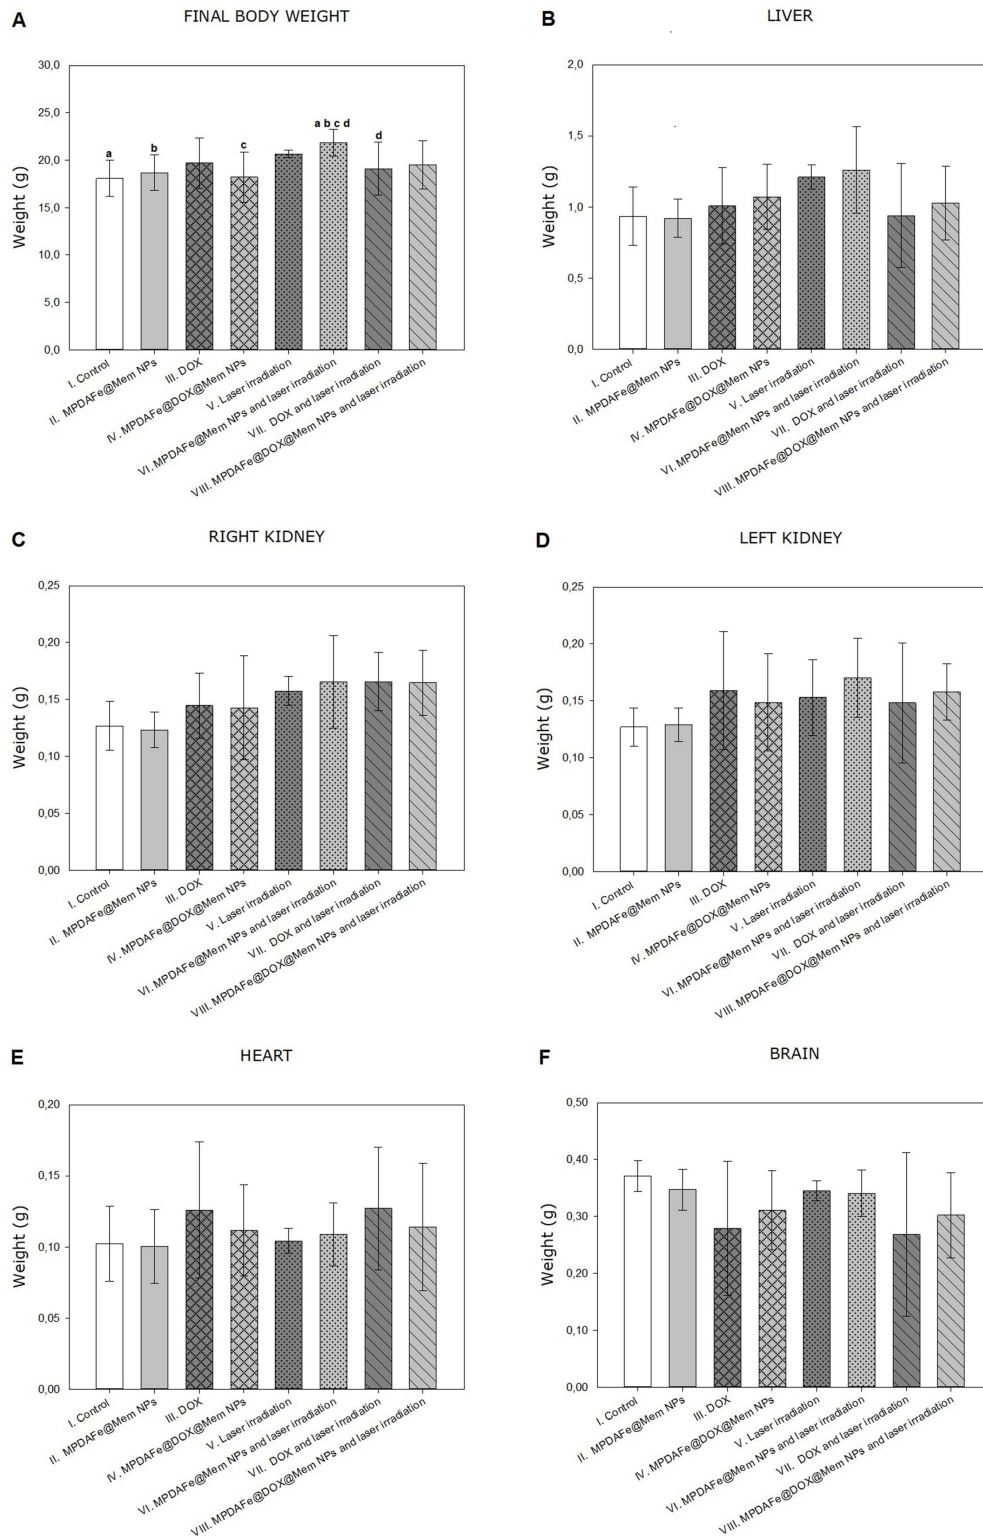 A
FINAL BODY WEIGHT
Weight (g)
30,0
25,0
20,0
15,0
10,0
5,0
0,0
a
b
c
a b c d
d
I. Control
II. MPDAFe@Mem NPs
III. DOX
IV. MPDAFe@DOX@Mem NPs
V. Laser irradiation
VI. MPDAFe@Mem NPs and laser irradiation
VII. DOX and laser irradiation
VIII. MPDAFe@DOX@Mem NPs and laser irradiation
B
LIVER
Weight (g)
2,0
1,5
1,0
0,5
0,0
I. Control
II. MPDAFe@Mem NPs
III. DOX
IV. MPDAFe@DOX@Mem NPs
V. Laser irradiation
VI. MPDAFe@Mem NPs and laser irradiation
VII. DOX and laser irradiation
VIII. MPDAFe@DOX@Mem NPs and laser irradiation
C
RIGHT KIDNEY
Weight (g)
0,25
0,20
0,15
0,10
0,05
0,00
I. Control
II. MPDAFe@Mem NPs
III. DOX
IV. MPDAFe@DOX@Mem NPs
V. Laser irradiation
VI. MPDAFe@Mem NPs and laser irradiation
VII. DOX and laser irradiation
VIII. MPDAFe@DOX@Mem NPs and laser irradiation
D
LEFT KIDNEY
Weight (g)
0,25
0,20
0,15
0,10
0,05
0,00
I. Control
II. MPDAFe@Mem NPs
III. DOX
IV. MPDAFe@DOX@Mem NPs
V. Laser irradiation
VI. MPDAFe@Mem NPs and laser irradiation
VII. DOX and laser irradiation
VIII. MPDAFe@DOX@Mem NPs and laser irradiation
E
HEART
Weight (g)
0,20
0,15
0,10
0,05
0,00
I. Control
II. MPDAFe@Mem NPs
III. DOX
IV. MPDAFe@DOX@Mem NPs
V. Laser irradiation
VI. MPDAFe@Mem NPs and laser irradiation
VII. DOX and laser irradiation
VIII. MPDAFe@DOX@Mem NPs and laser irradiation
F
BRAIN
Weight (g)
0,50
0,40
0,30
0,20
0,10
0,00
I. Control
II. MPDAFe@Mem NPs
III. DOX
IV. MPDAFe@DOX@Mem NPs
V. Laser irradiation
VI. MPDAFe@Mem NPs and laser irradiation
VII. DOX and laser irradiation
VIII. MPDAFe@DOX@Mem NPs and laser irradiation